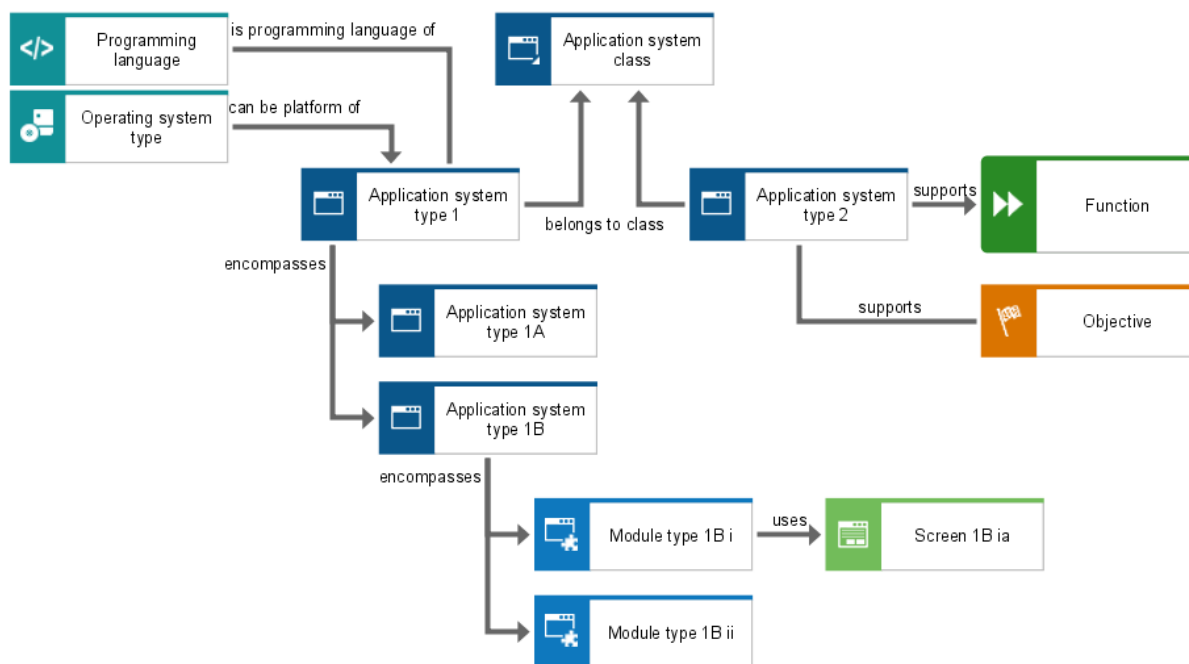 Programming
language
is programming language of
Application system
class
Operating system
type
can be platform of
Application system
type 1
belongs to class
Application system
type 2
supports
Function
encompasses
Application system
type 1A
supports
Objective
Application system
type 1B
encompasses
Module type 1B i
uses
Screen 1B ia
Module type 1B ii